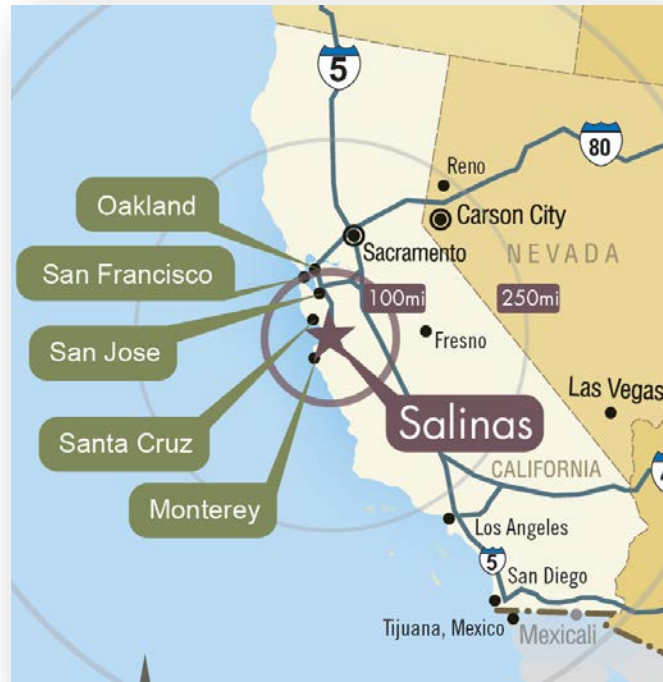 5
80
Reno
Oakland
Carson City
Sacramento
NEVADA
San Francisco
100mi
250mi
San Jose
Fresno
Las Vegas
Salinas
Santa Cruz
CALIFORNIA
4
Monterey
Los Angeles
5
San Diego
Tijuana, Mexico
Mexicali